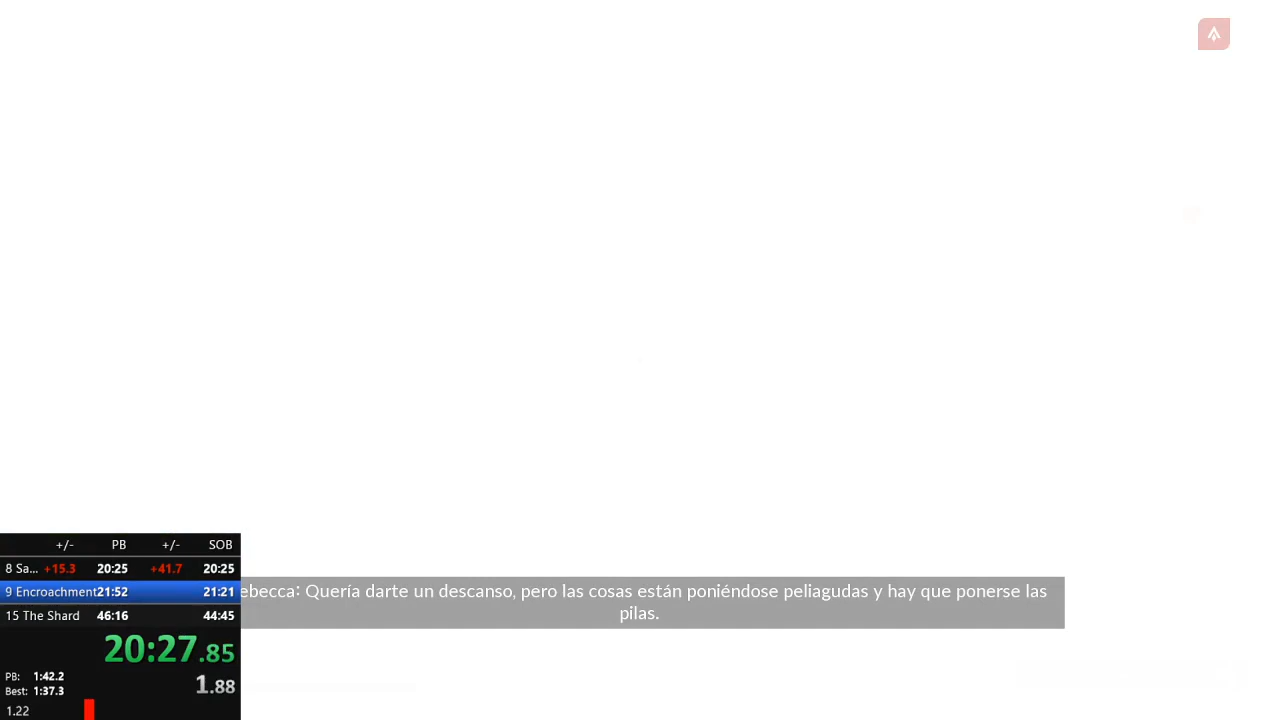 +/- PB +/- SOB
8 Sa... +15.3 20:25 +41.7 20:25
9 Encroachment 21:52 21:21
15 The Shard 46:16 44:45
20:27.85
PB: 1:42.2
Best: 1:37.3
1.88
1.22
ebecca: Quería darte un descanso, pero las cosas están poniéndose peliagudas y hay que ponerse las
pilas.